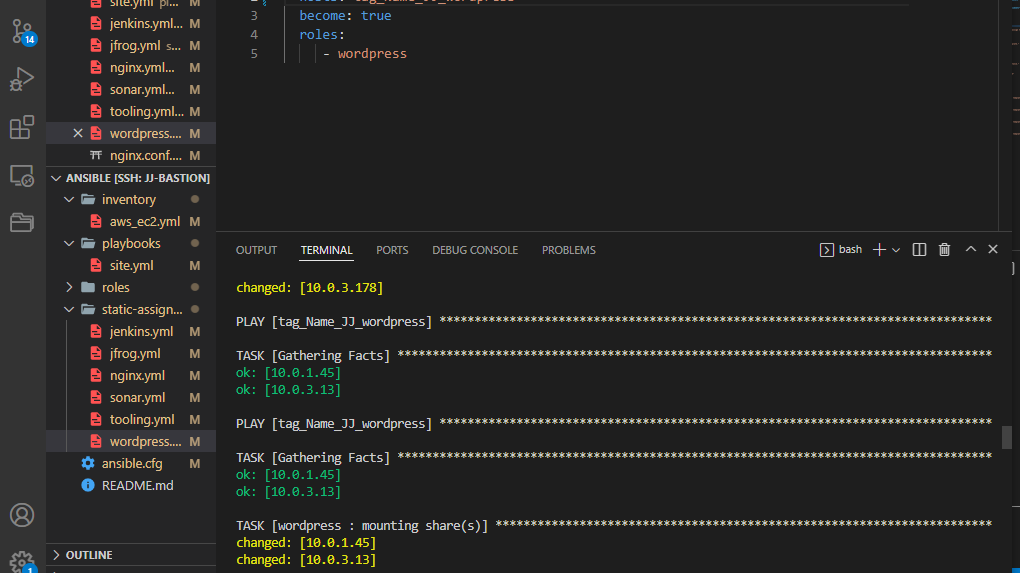 site.yml
3 become: true
jenkins.yml... M
4 roles:
jfrog.yml s... M
5 - wordpress
nginx.yml... M
sonar.yml... M
tooling.yml... M
wordpress.... M
nginx.conf.... M
14
ANSIBLE [SSH: JJ-BASTION]
inventory
aws_ec2.yml M
playbooks
site.yml M
roles
static-assign...
jenkins.yml M
jfrog.yml M
nginx.yml M
sonar.yml M
tooling.yml M
wordpress.... M
ansible.cfg M
README.md
OUTLINE
1
OUTPUT TERMINAL PORTS DEBUG CONSOLE PROBLEMS bash
changed: [10.0.3.178]
PLAY [tag_Name_JJ_wordpress] *******************************************************************************
TASK [Gathering Facts] *************************************************************************************
ok: [10.0.1.45]
ok: [10.0.3.13]
PLAY [tag_Name_JJ_wordpress] *******************************************************************************
TASK [Gathering Facts] *************************************************************************************
ok: [10.0.1.45]
ok: [10.0.3.13]
TASK [wordpress : mounting share(s)] ***********************************************************************
changed: [10.0.1.45]
changed: [10.0.3.13]